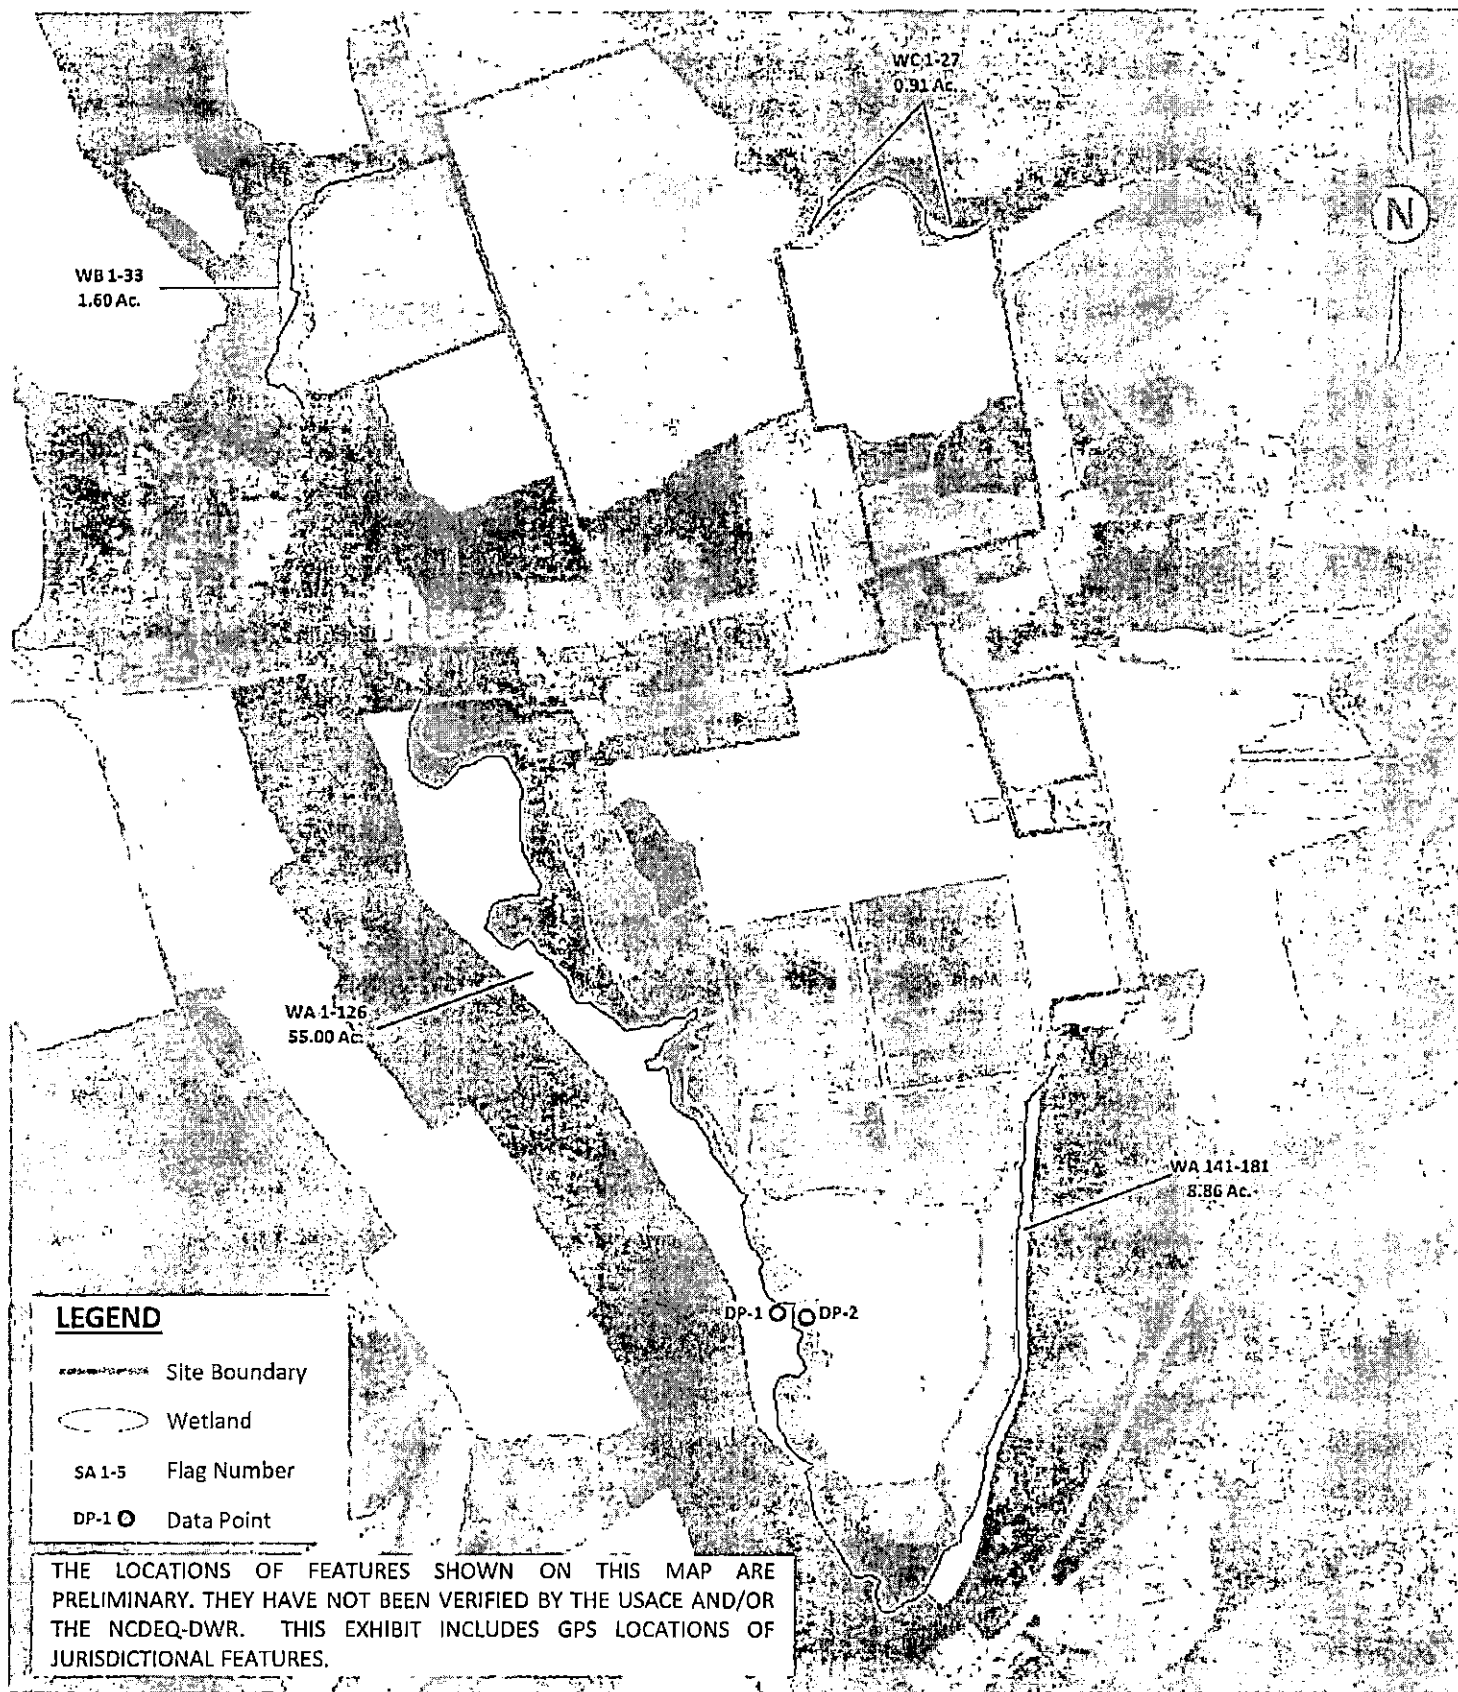 WC 1-27
0.91 Ac.
N
WB 1-33
1.60 Ac.
WA 1-126
55.00 Ac.
WA 141-181
8.86 Ac.
DP-1 DP-2
LEGEND
Site Boundary
Wetland
SA 1-5 Flag Number
DP-1 Data Point
THE LOCATIONS OF FEATURES SHOWN ON THIS MAP ARE
PRELIMINARY. THEY HAVE NOT BEEN VERIFIED BY THE USACE AND/OR
THE NCDEQ-DWR. THIS EXHIBIT INCLUDES GPS LOCATIONS OF
JURISDICTIONAL FEATURES.